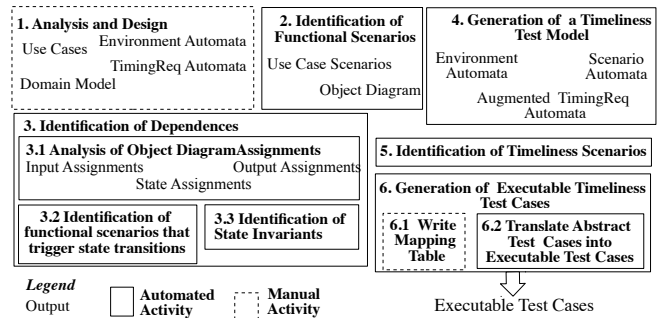 1. Analysis and Design
Use Cases
Environment Automata
TimingReq Automata
Domain Model
2. Identification of
Functional Scenarios
Use Case Scenarios
Object Diagram
4. Generation of a Timeliness
Test Model
Environment
Automata
Scenario
Automata
Augmented TimingReq
Automata
3. Identification of Dependences
3.1 Analysis of Object DiagramAssignments
Input Assignments
Output Assignments
State Assignments
3.2 Identification of
functional scenarios that
trigger state transitions
3.3 Identification of
State Invariants
5. Identification of Timeliness Scenarios
6. Generation of Executable Timeliness
Test Cases
6.1 Write
Mapping
Table
6.2 Translate Abstract
Test Cases into
Executable Test Cases
Executable Test Cases
Legend
Output
Automated
Activity
Manual
Activity